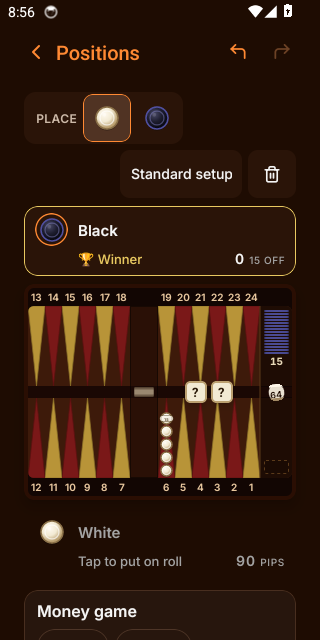 8:56
Positions
PLACE
Standard setup
Black
🏆 Winner 0 15 OFF
13 14 15 16 17 18 19 20 21 22 23 24
15
? ? 64
12 11 10 9 8 7 6 5 4 3 2 1
White
Tap to put on roll 90 PIPS
Money game